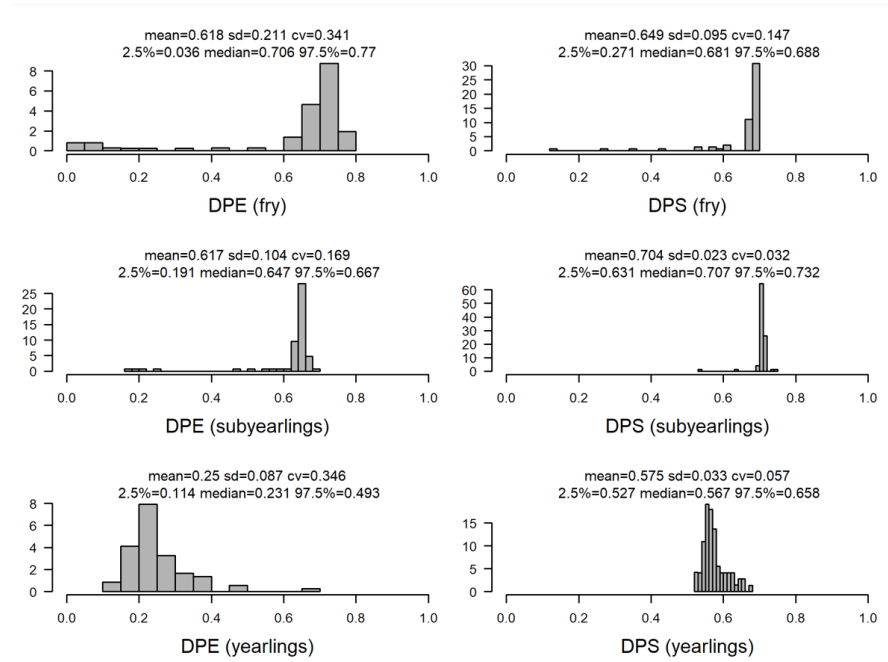 mean=0.618 sd=0.211 cv=0.341
2.5%=0.036 median=0.706 97.5%=0.77
8
6
4
2
0
0.0 0.2 0.4 0.6 0.8 1.0
DPE (fry)
mean=0.649 sd=0.095 cv=0.147
2.5%=0.271 median=0.681 97.5%=0.688
30
25
20
15
10
5
0
0.0 0.2 0.4 0.6 0.8 1.0
DPS (fry)
mean=0.617 sd=0.104 cv=0.169
2.5%=0.191 median=0.647 97.5%=0.667
25
20
15
10
5
0
0.0 0.2 0.4 0.6 0.8 1.0
DPE (subyearlings)
mean=0.704 sd=0.023 cv=0.032
2.5%=0.631 median=0.707 97.5%=0.732
60
50
40
30
20
10
0
0.0 0.2 0.4 0.6 0.8 1.0
DPS (subyearlings)
mean=0.25 sd=0.087 cv=0.346
2.5%=0.114 median=0.231 97.5%=0.493
8
6
4
2
0
0.0 0.2 0.4 0.6 0.8 1.0
DPE (yearlings)
mean=0.575 sd=0.033 cv=0.057
2.5%=0.527 median=0.567 97.5%=0.658
15
10
5
0
0.0 0.2 0.4 0.6 0.8 1.0
DPS (yearlings)